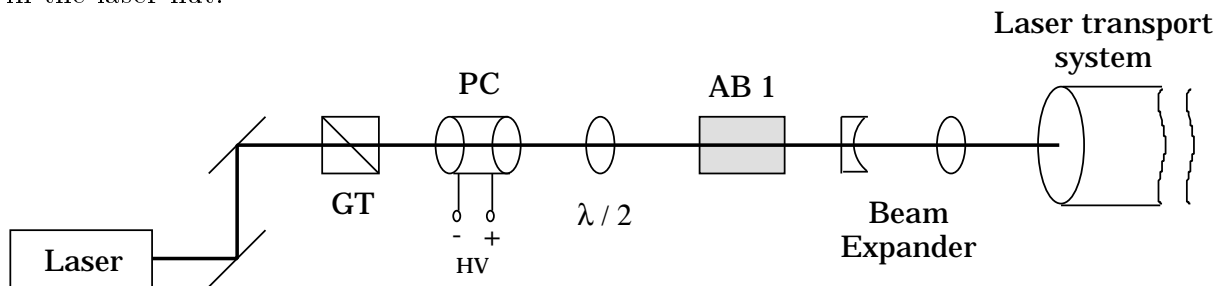 in the laser hut.
Laser transport
system
PC
AB 1
GT
λ / 2
Beam
Expander
- +
HV
Laser